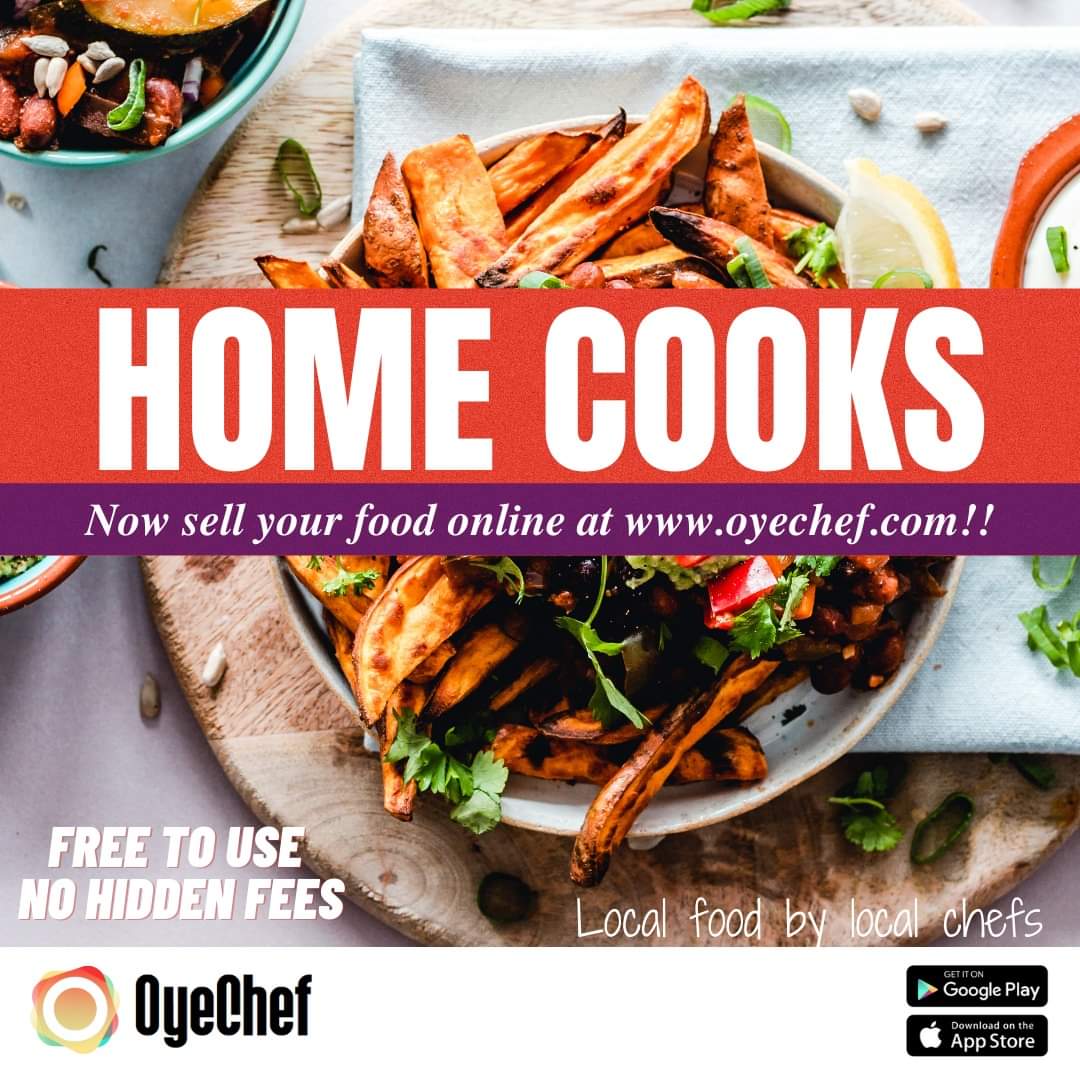 HOME COOKS
Now sell your food online at www.oyechef.com!!
FREE TO USE
NO HIDDEN FEES
Local food by local chefs
OyeChef
GET IT ON
Google Play
Download on the
App Store